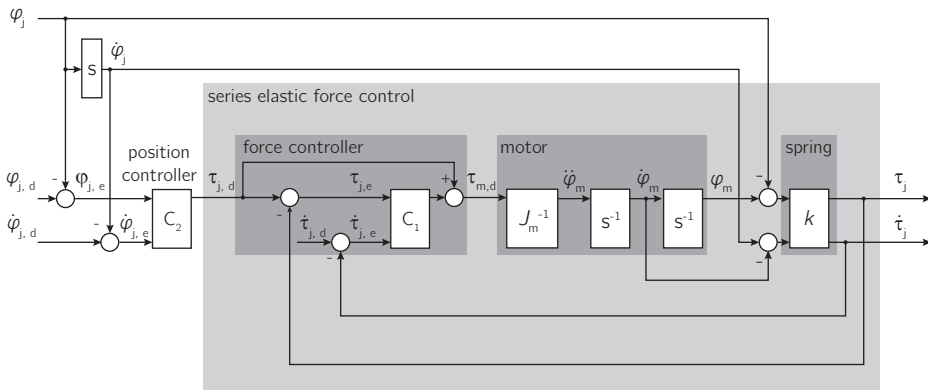 φj
φ̇j
s
series elastic force control
position
controller
force controller
motor
spring
φj, d
φj, e
τj, d
τj,e
τm,d
φ̈m
φ̇m
φm
τj
C2
C1
Jm-1
s-1
s-1
k
φ̇j, d
φ̇j, e
τ̇j, d
τ̇j, e
τ̇j
-
-
-
-
+
-
-